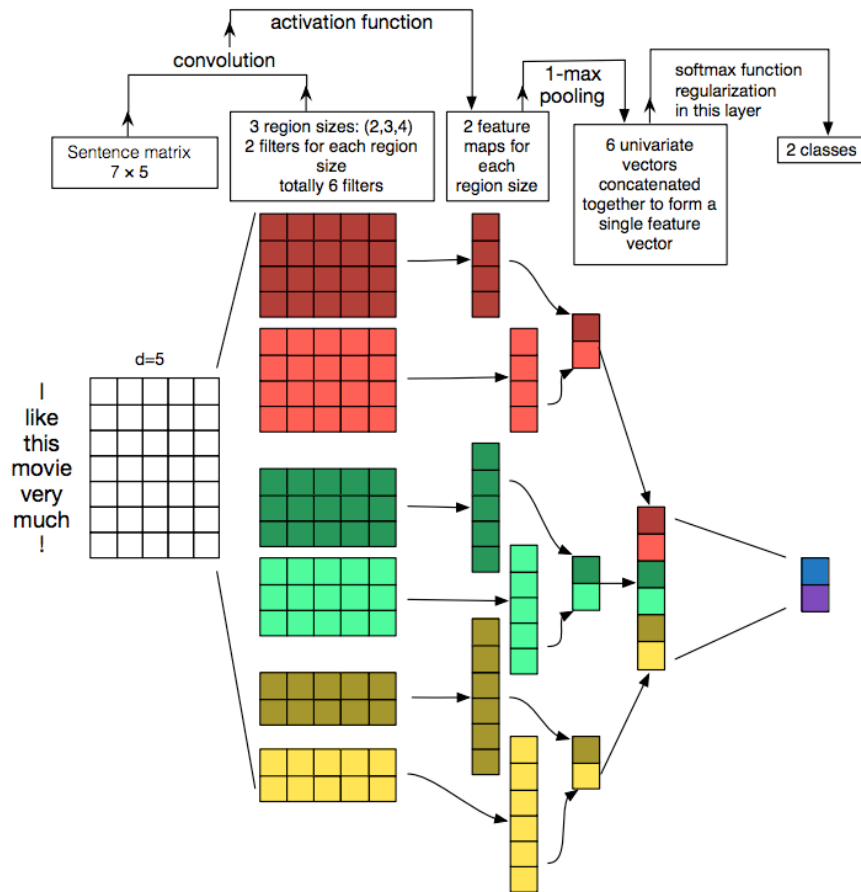 activation function
convolution
1-max
pooling
softmax function
regularization
in this layer
Sentence matrix
7 × 5
3 region sizes: (2,3,4)
2 filters for each region
size
totally 6 filters
2 feature
maps for
each
region size
6 univariate
vectors
concatenated
together to form a
single feature
vector
2 classes
d=5
I
like
this
movie
very
much
!